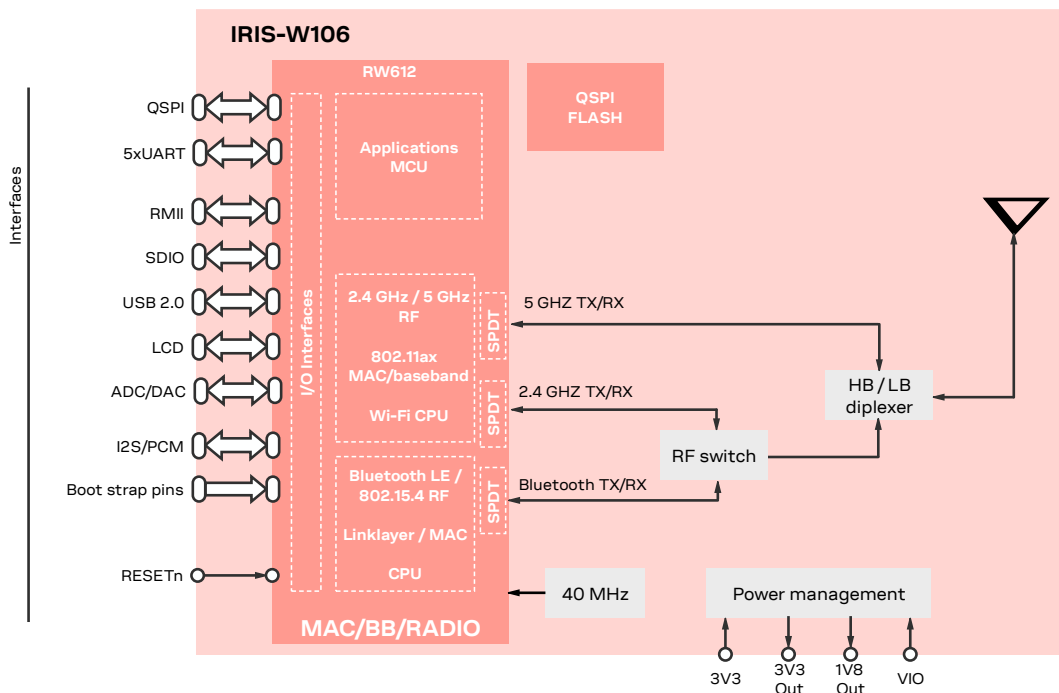 IRIS-W106
RW612
Interfaces
QSPI
5xUART
RMII
SDIO
USB 2.0
LCD
ADC/DAC
I2S/PCM
Boot strap pins
RESETn
I/O Interfaces
Applications
MCU
QSPI
FLASH
2.4 GHz / 5 GHz
RF
802.11ax
MAC/baseband
Wi-Fi CPU
SPDT
SPDT
SPDT
Bluetooth LE /
802.15.4 RF
Linklayer / MAC
CPU
MAC/BB/RADIO
5 GHZ TX/RX
2.4 GHZ TX/RX
Bluetooth TX/RX
RF switch
HB / LB
diplexer
40 MHz
Power management
3V3
3V3
Out
1V8
Out
VIO